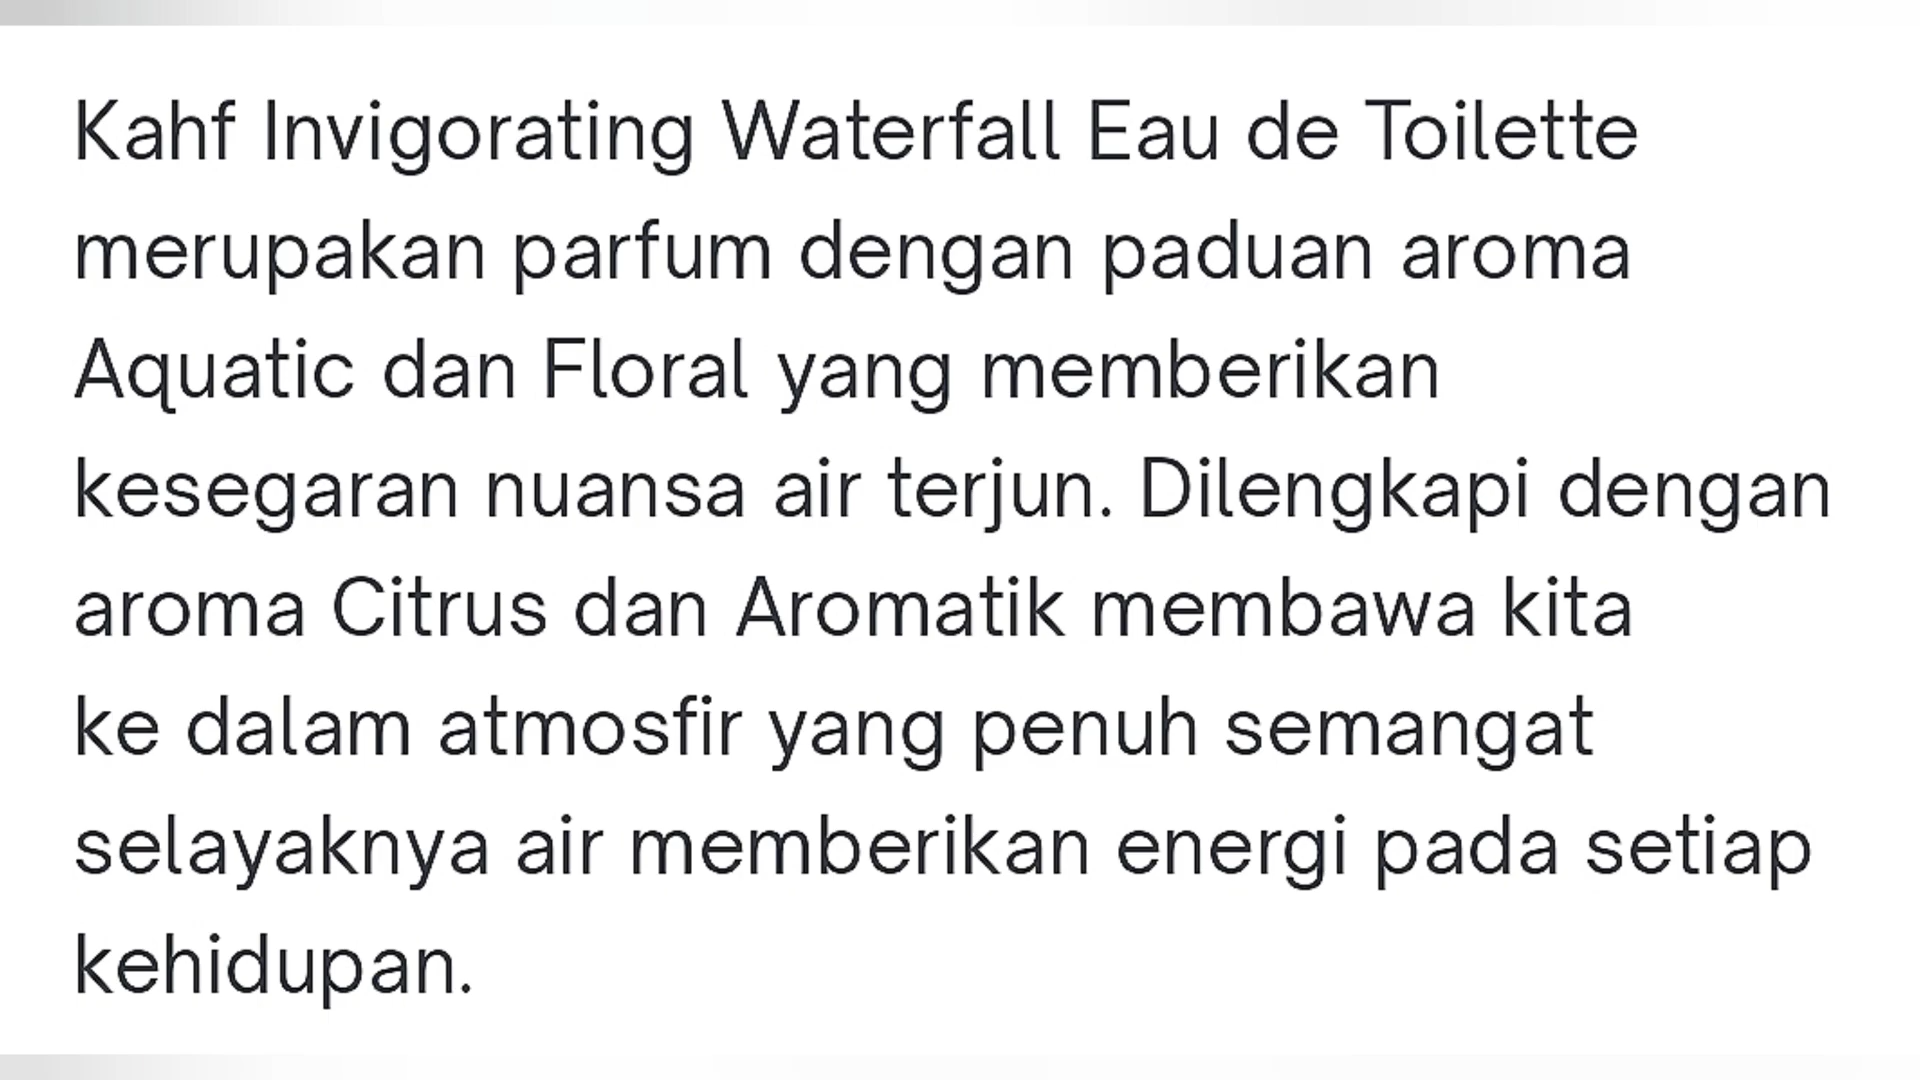 Kahf Invigorating Waterfall Eau de Toilette
merupakan parfum dengan paduan aroma
Aquatic dan Floral yang memberikan
kesegaran nuansa air terjun. Dilengkapi dengan
aroma Citrus dan Aromatik membawa kita
ke dalam atmosfir yang penuh semangat
selayaknya air memberikan energi pada setiap
kehidupan.